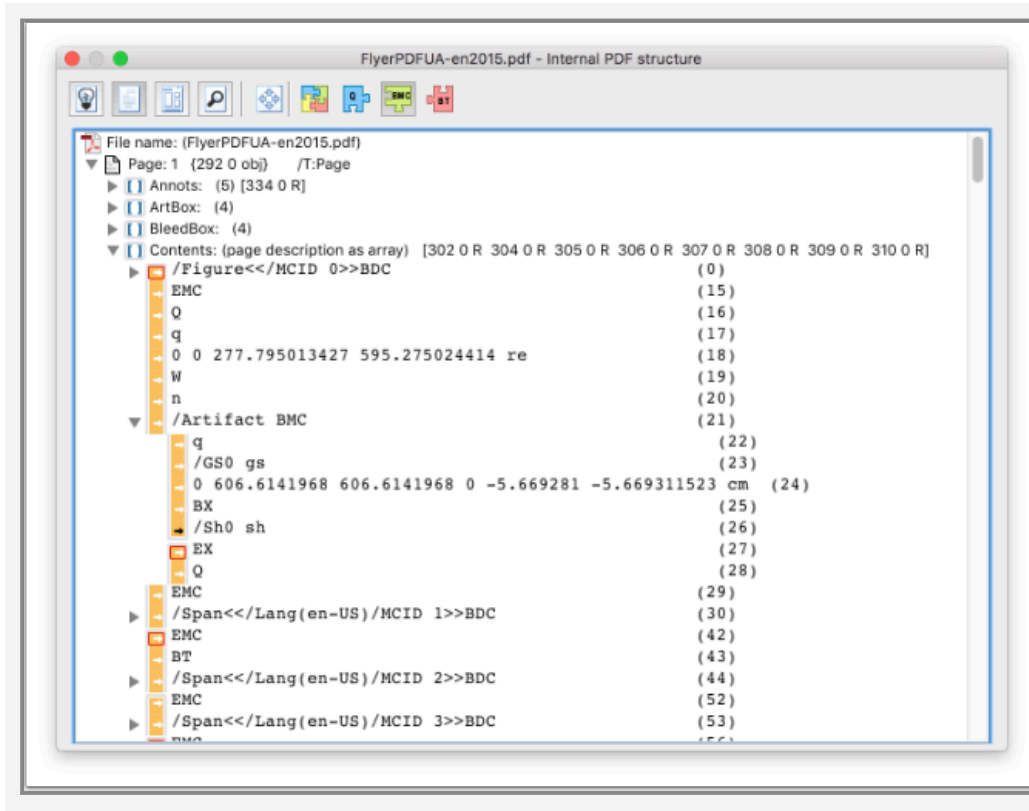 FlyerPDFUA-en2015.pdf - Internal PDF structure
Q EMC BT
File name: (FlyerPDFUA-en2015.pdf)
Page: 1 {292 0 obj} /T:Page
[ ] Annots: (5) [334 0 R]
[ ] ArtBox: (4)
[ ] BleedBox: (4)
[ ] Contents: (page description as array) [302 0 R 304 0 R 305 0 R 306 0 R 307 0 R 308 0 R 309 0 R 310 0 R]
/Figure<</MCID 0>>BDC (0)
EMC (15)
Q (16)
q (17)
0 0 277.795013427 595.275024414 re (18)
W (19)
n (20)
/Artifact BMC (21)
q (22)
/GS0 gs (23)
0 606.6141968 606.6141968 0 -5.669281 -5.669311523 cm (24)
BX (25)
/Sh0 sh (26)
EX (27)
Q (28)
EMC (29)
/Span<</Lang(en-US)/MCID 1>>BDC (30)
EMC (42)
BT (43)
/Span<</Lang(en-US)/MCID 2>>BDC (44)
EMC (52)
/Span<</Lang(en-US)/MCID 3>>BDC (53)